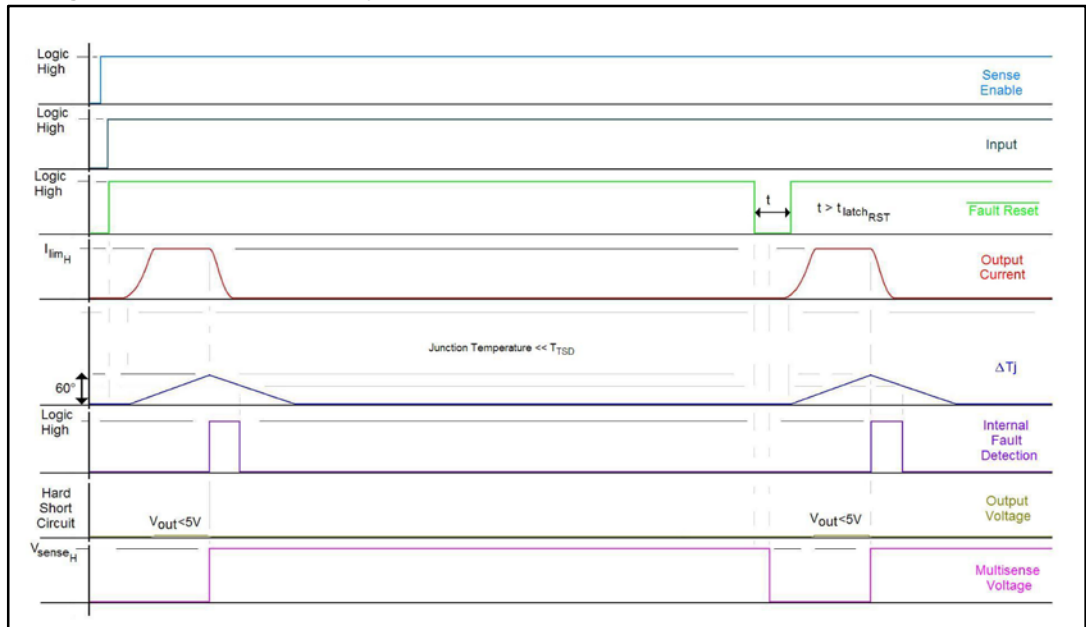 Logic
High
Sense
Enable
Logic
High
Input
Logic
High
t
t > tlatchRST
Fault Reset
IlimH
Output
Current
Junction Temperature << TTSD
ΔTj
60°
Logic
High
Internal
Fault
Detection
Hard
Short
Circuit
Vout<5V
Vout<5V
Output
Voltage
VsenseH
Multisense
Voltage